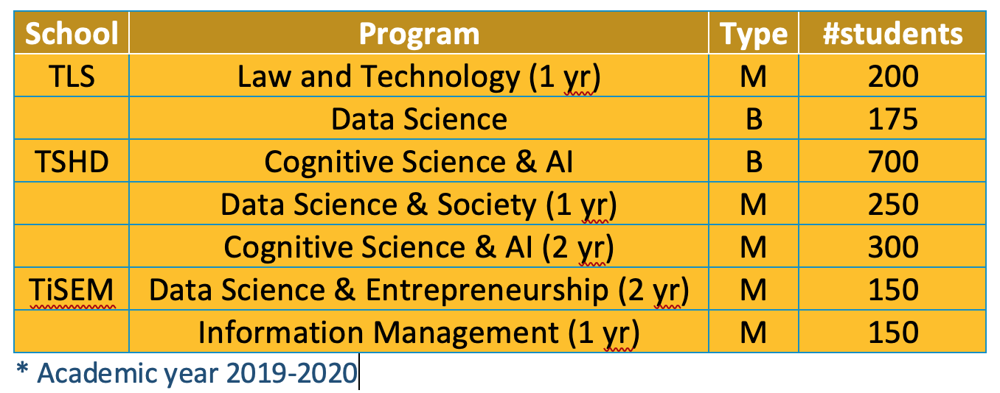 School Program Type #students
TLS Law and Technology (1 yr) M 200
Data Science B 175
TSHD Cognitive Science & AI B 700
Data Science & Society (1 yr) M 250
Cognitive Science & AI (2 yr) M 300
TiSEM Data Science & Entrepreneurship (2 yr) M 150
Information Management (1 yr) M 150
* Academic year 2019-2020